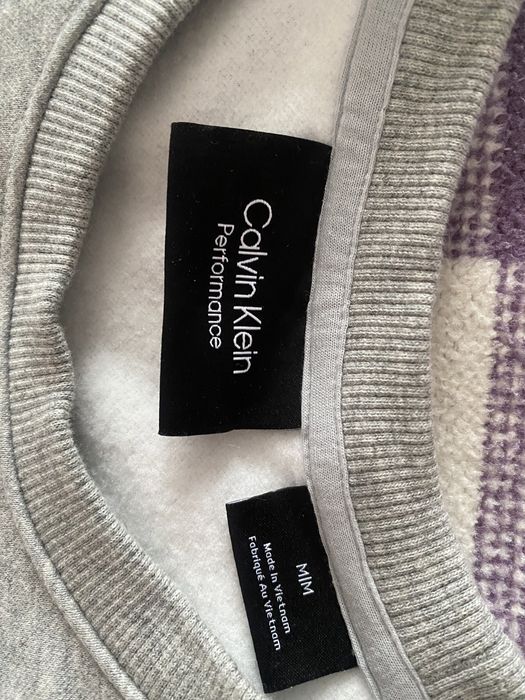 Calvin Klein
Performance
M|M
Made In Vietnam
Fabriqué Au Vietnam